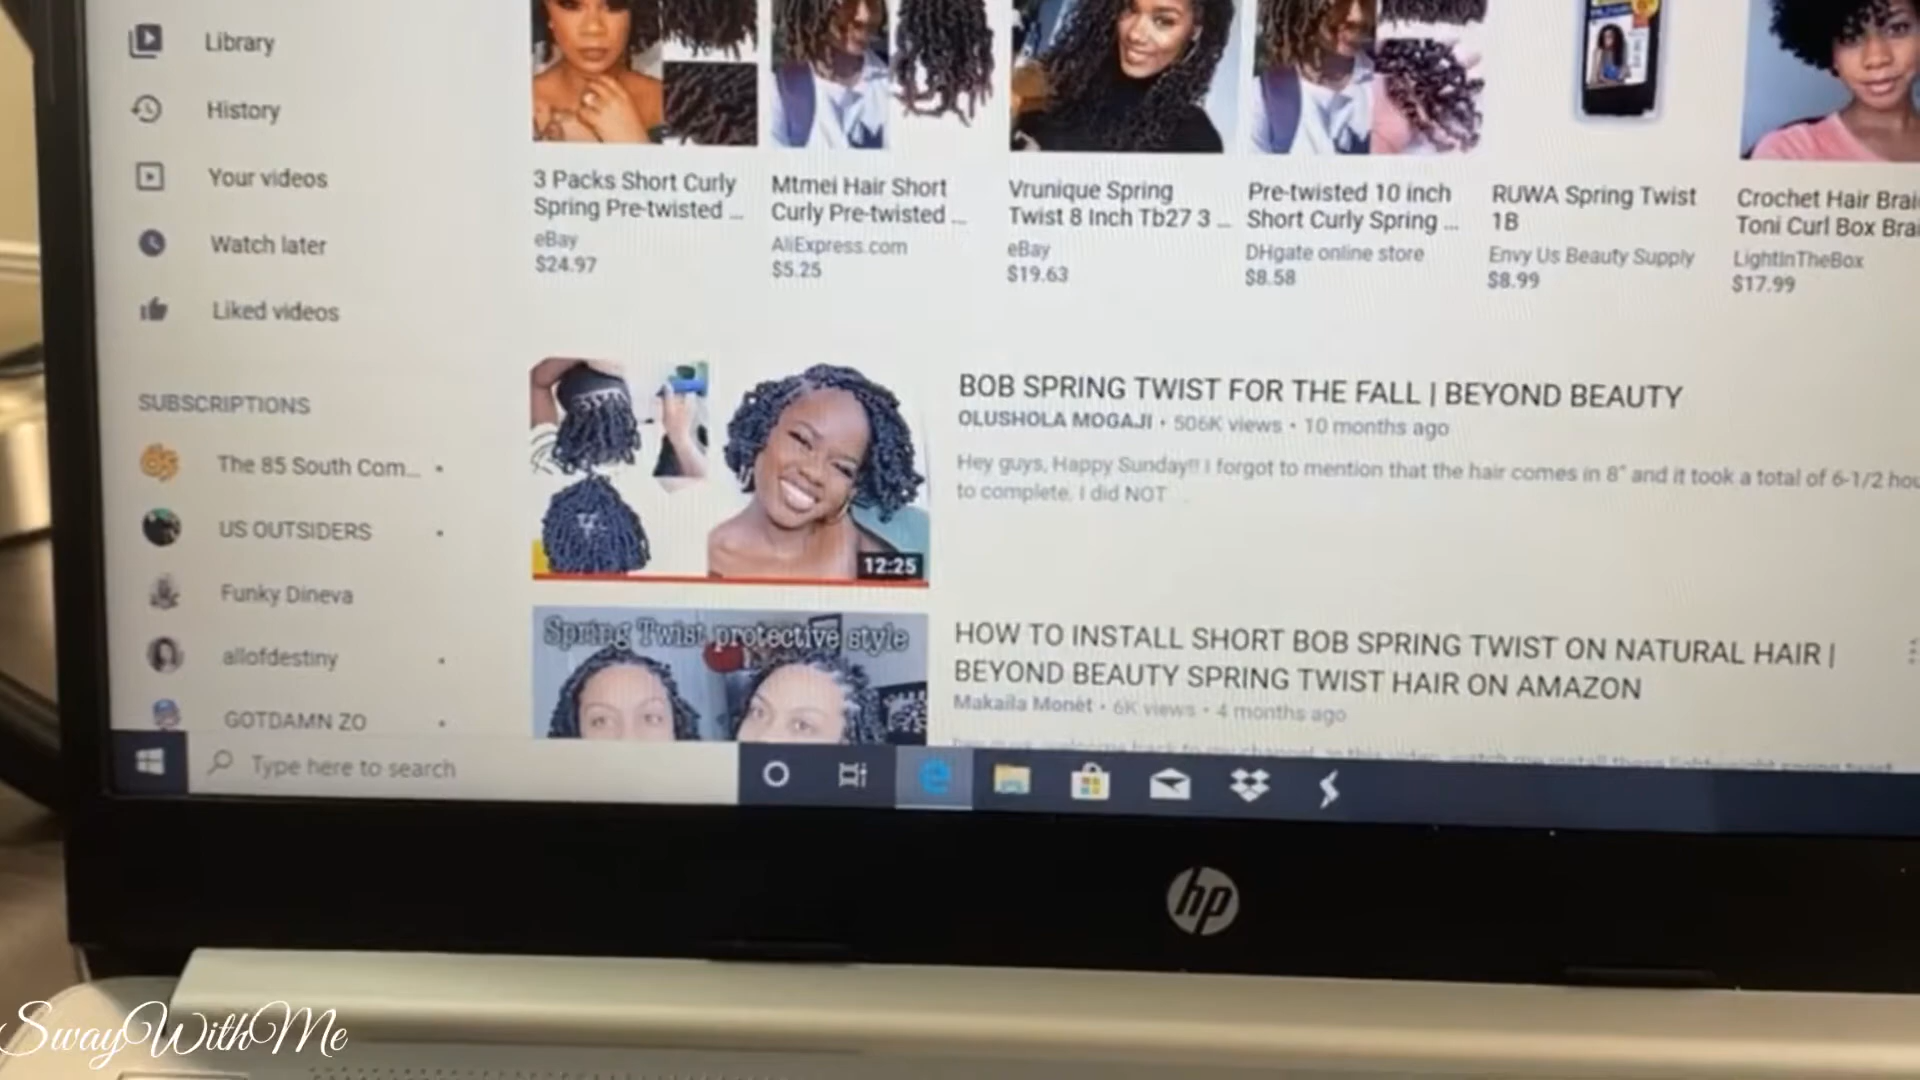 Library
History
Your videos
Watch later
Liked videos
SUBSCRIPTIONS
The 85 South Com...
US OUTSIDERS
Funky Dineva
allofdestiny
GOTDAMN ZO
3 Packs Short Curly
Spring Pre-twisted ...
eBay
$24.97
Mtmei Hair Short
Curly Pre-twisted ...
AliExpress.com
$5.25
Vrunique Spring
Twist 8 Inch Tb27 3 ...
eBay
$19.63
Pre-twisted 10 inch
Short Curly Spring ...
DHgate online store
$8.58
RUWA Spring Twist
1B
Envy Us Beauty Supply
$8.99
Crochet Hair Brai
Toni Curl Box Bra
LightInTheBox
$17.99
12:25
BOB SPRING TWIST FOR THE FALL | BEYOND BEAUTY
OLUSHOLA MOGAJI • 506K views • 10 months ago
Hey guys, Happy Sunday!! I forgot to mention that the hair comes in 8" and it took a total of 6-1/2 hou
to complete. I did NOT
Spring Twist protective style
HOW TO INSTALL SHORT BOB SPRING TWIST ON NATURAL HAIR |
BEYOND BEAUTY SPRING TWIST HAIR ON AMAZON
Makaila Monèt • 6K views • 4 months ago
Type here to search
hp
SwayWithMe